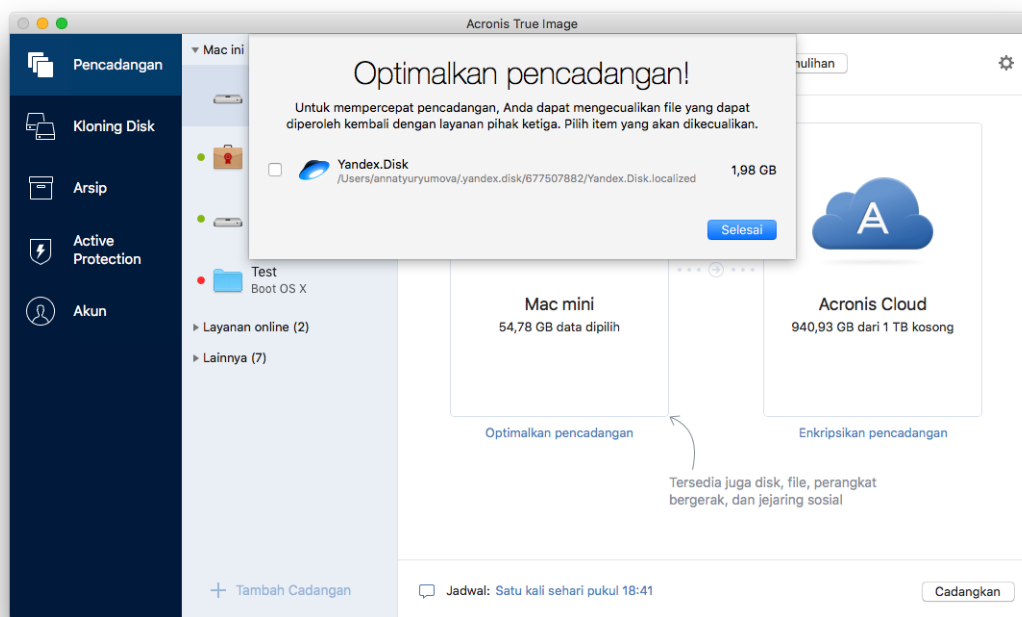 Acronis True Image
Pencadangan
Kloning Disk
Arsip
Active
Protection
Akun
Mac ini
Test
Boot OS X
Layanan online (2)
Lainnya (7)
Tambah Cadangan
Optimalkan pencadangan!
Untuk mempercepat pencadangan, Anda dapat mengecualikan file yang dapat
diperoleh kembali dengan layanan pihak ketiga. Pilih item yang akan dikecualikan.
Yandex.Disk
1,98 GB
/Users/annatyuryumova/.yandex.disk/677507882/Yandex.Disk.localized
Selesai
Mac mini
54,78 GB data dipilih
Optimalkan pencadangan
Acronis Cloud
940,93 GB dari 1 TB kosong
Enkripsikan pencadangan
Tersedia juga disk, file, perangkat
bergerak, dan jejaring sosial
Jadwal: Satu kali sehari pukul 18:41
Cadangkan